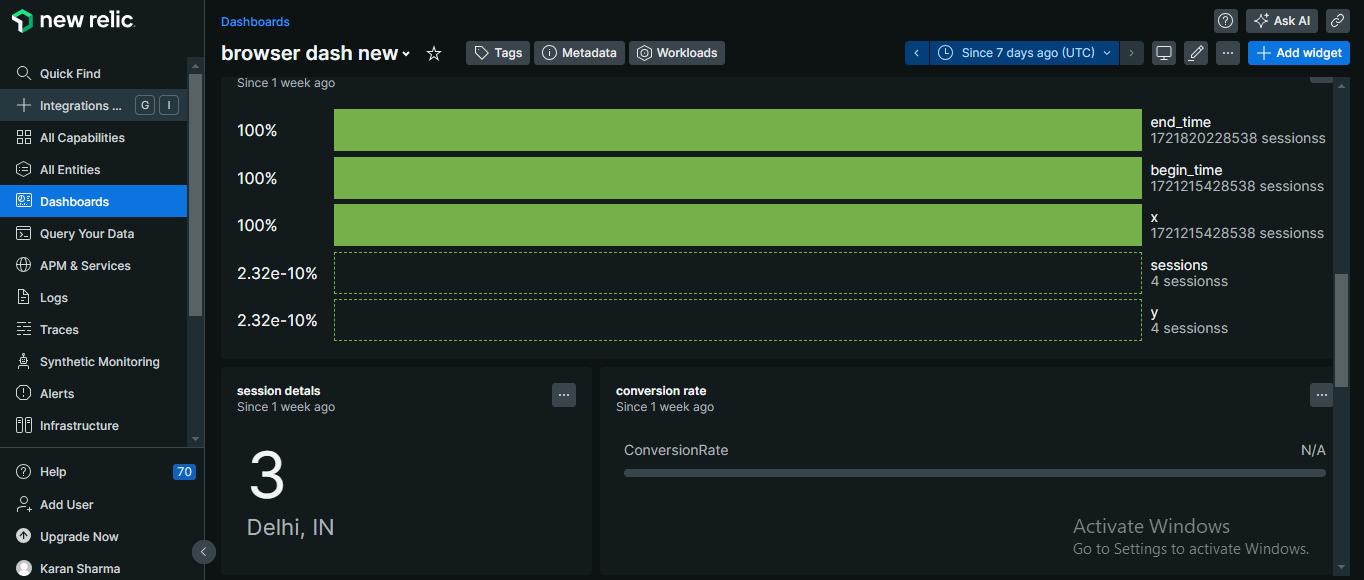 new relic
Quick Find
Integrations ... G I
All Capabilities
All Entities
Dashboards
Query Your Data
APM & Services
Logs
Traces
Synthetic Monitoring
Alerts
Infrastructure
Help 70
Add User
Upgrade Now
Karan Sharma
Dashboards
Ask AI
browser dash new
Tags
Metadata
Workloads
Since 7 days ago (UTC)
Add widget
Since 1 week ago
100%
end_time
1721820228538 sessionss
100%
begin_time
1721215428538 sessionss
100%
x
1721215428538 sessionss
2.32e-10%
sessions
4 sessionss
2.32e-10%
y
4 sessionss
session detals
Since 1 week ago
3
Delhi, IN
conversion rate
Since 1 week ago
ConversionRate N/A
Activate Windows
Go to Settings to activate Windows.